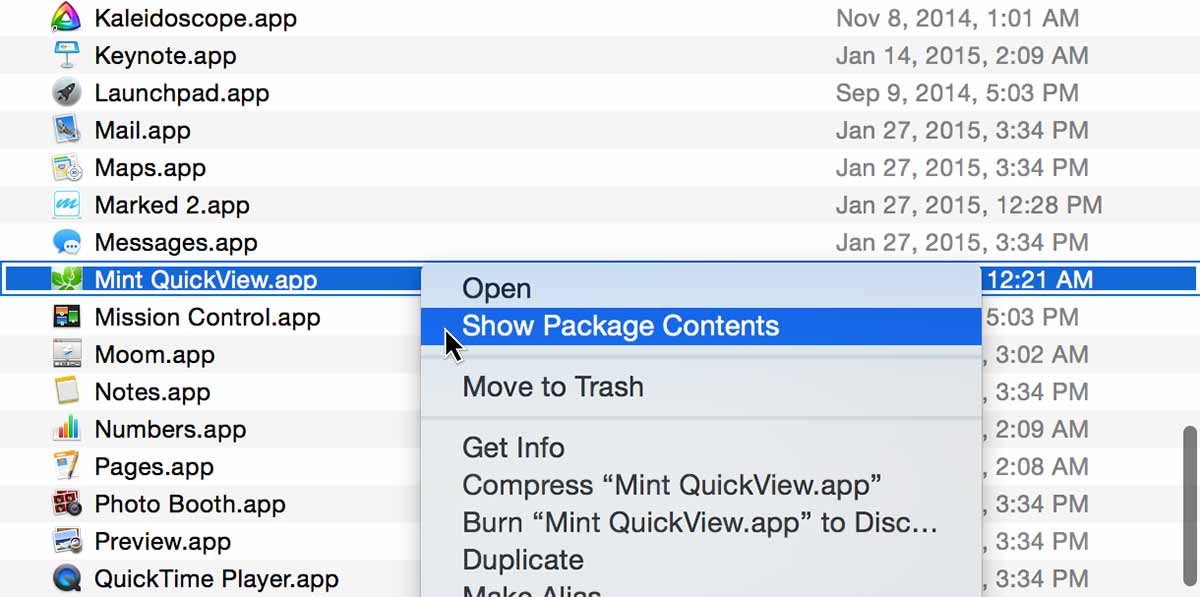 Kaleidoscope.app Nov 8, 2014, 1:01 AM
Keynote.app Jan 14, 2015, 2:09 AM
Launchpad.app Sep 9, 2014, 5:03 PM
Mail.app Jan 27, 2015, 3:34 PM
Maps.app Jan 27, 2015, 3:34 PM
Marked 2.app Jan 27, 2015, 12:28 PM
Messages.app Jan 27, 2015, 3:34 PM
Mint QuickView.app 12:21 AM
Open
Show Package Contents
Move to Trash
Get Info
Compress “Mint QuickView.app”
Burn “Mint QuickView.app” to Disc…
Duplicate
Make Alias
Mission Control.app 5:03 PM
Moom.app , 3:02 AM
Notes.app , 3:34 PM
Numbers.app , 2:09 AM
Pages.app , 2:08 AM
Photo Booth.app , 3:34 PM
Preview.app , 3:34 PM
QuickTime Player.app , 3:34 PM